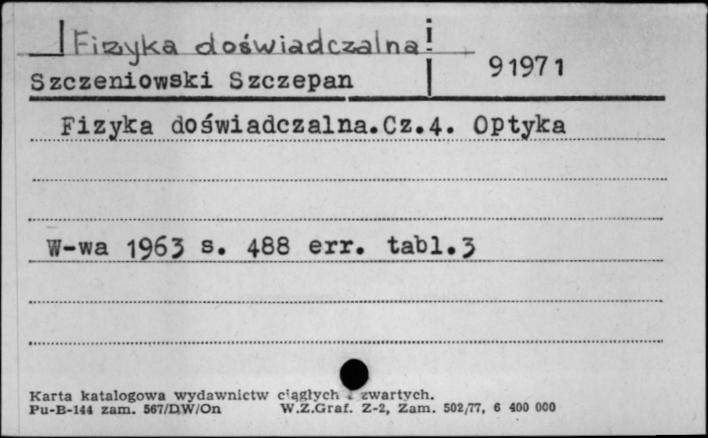 Fizyka doświadczalna I
Szczeniowski Szczepan 91971
Fizyka doświadczalna.Cz.4. Optyka
W-wa 1963 s. 488 err. tabl.3
Karta katalogowa wydawnictw ciągłych i zwartych.
Pu-B-144 zam. 567/DW/On W.Z.Graf. Z-2, Zam. 502/77, 6 400 000